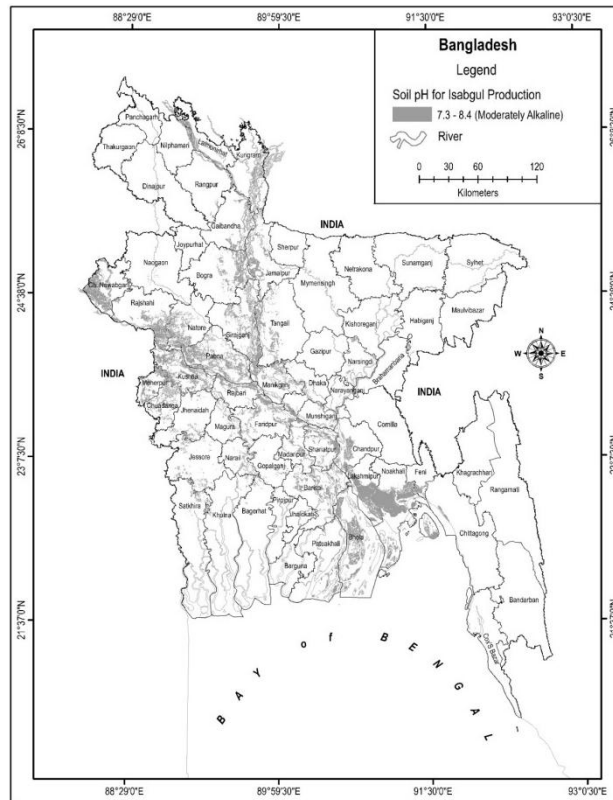 88°29'0"E 89°59'30"E 91°30'0"E 93°0'30"E
Bangladesh
Legend
Soil pH for Isabgul Production
7.3 - 8.4 (Moderately Alkaline)
River
0 30 60 90 120
Kilometers
26°8'30"N
Panchagarh
Thakurgaon
Nilphamari
Lalmonirhat
Kurigram
Dinajpur
Rangpur
Gaibandha
INDIA
Joypurhat
Sherpur
Naogaon
Bogra
Jamalpur
Mymensingh
Netrakona
Sunamganj
Sylhet
24°38'0"N
Rajshahi
Natore
Sirajganj
Tangail
Kishoreganj
Habiganj
Maulvibazar
Gazipur
Narsingdi
Pabna
INDIA
Kushtia
Meherpur
Chuadanga
Rajbari
Manikganj
Dhaka
Narayanganj
Brahamanbaria
INDIA
N
W E
S
Jhenaidah
Magura
Faridpur
Munshiganj
Comilla
23°7'30"N
Jessore
Narail
Gopalganj
Madaripur
Shariatpur
Chandpur
Lakshmipur
Noakhali
Feni
Khagrachhari
Rangamati
Satkhira
Khulna
Bagerhat
Pirojpur
Jhalokati
Barisal
Bhola
Patuakhali
Barguna
Chittagong
Bandarban
21°37'0"N
Cox'S Bazar
BAY of BENGAL
88°29'0"E 89°59'30"E 91°30'0"E 93°0'30"E